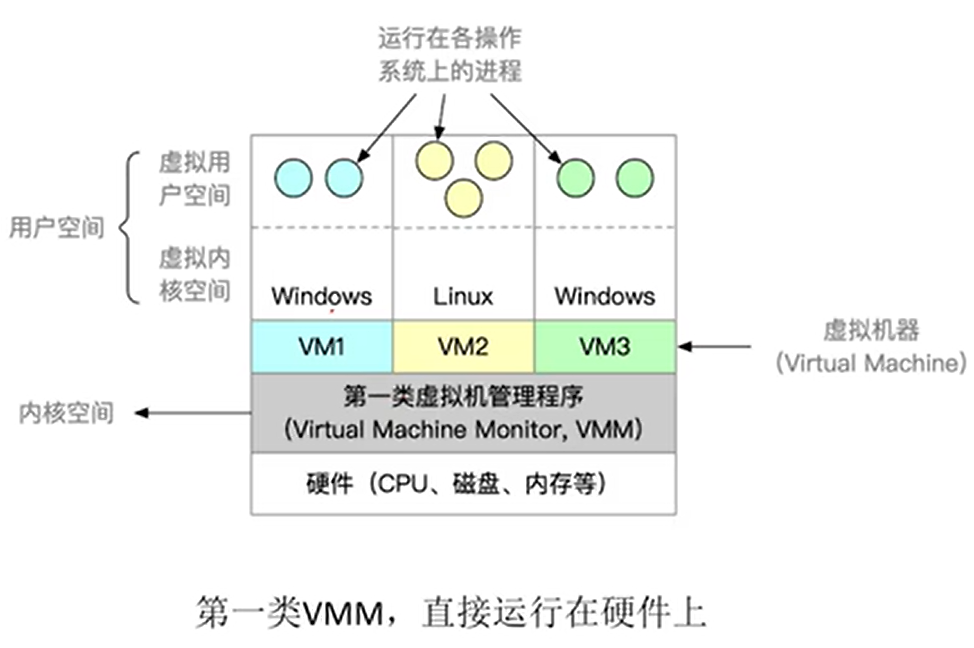 运行在各操作
系统上的进程
虚拟用
户空间
用户空间
虚拟内
核空间
Windows
Linux
Windows
VM1
VM2
VM3
虚拟机器
(Virtual Machine)
第一类虚拟机管理程序
(Virtual Machine Monitor, VMM)
内核空间
硬件(CPU、磁盘、内存等)
第一类VMM，直接运行在硬件上